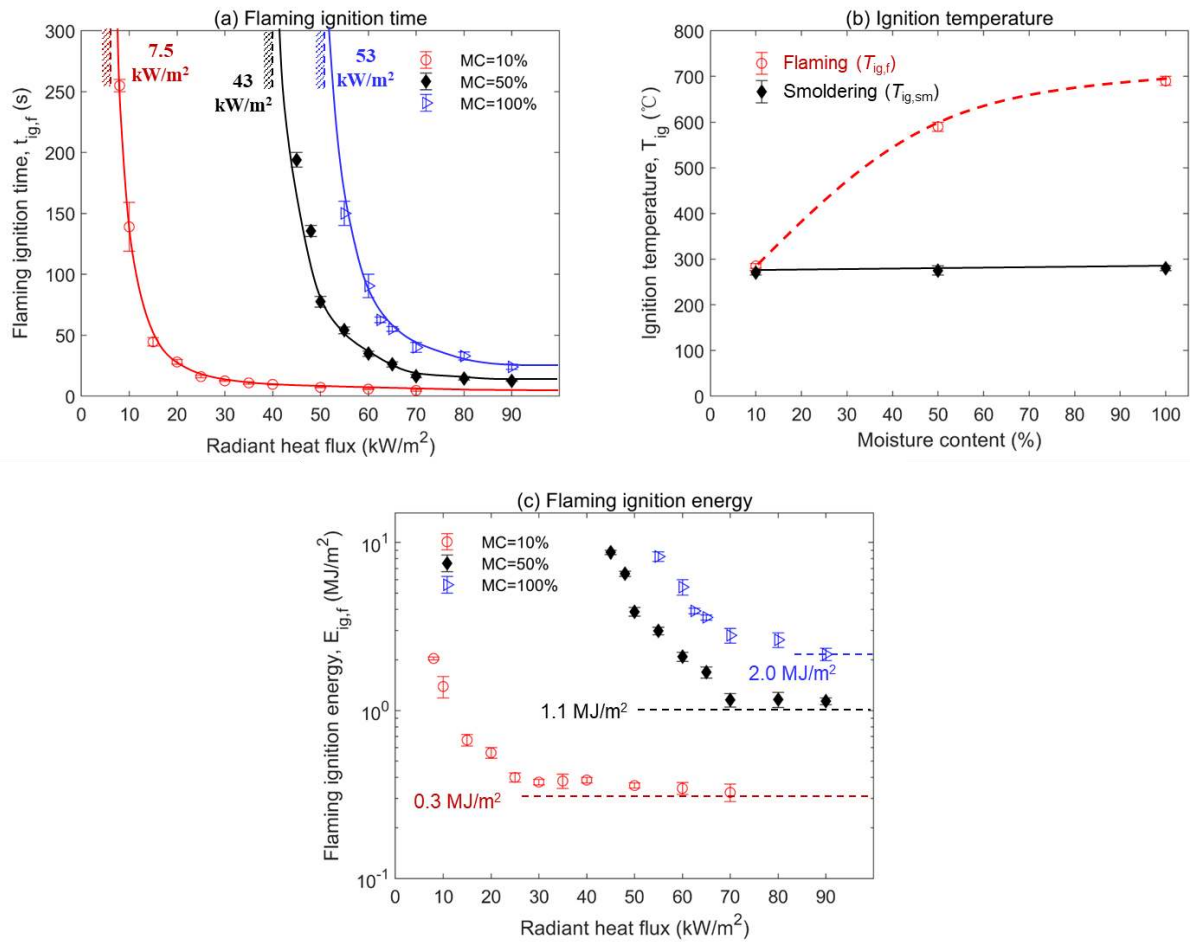 (a) Flaming ignition time
Flaming ignition time, t_ig,f (s)
300
250
200
150
100
50
0
7.5
kW/m²
43
kW/m²
53
kW/m²
MC=10%
MC=50%
MC=100%
0 10 20 30 40 50 60 70 80 90
Radiant heat flux (kW/m²)
(b) Ignition temperature
Ignition temperature, T_ig (℃)
800
700
600
500
400
300
200
100
0
Flaming (T_ig,f)
Smoldering (T_ig,sm)
0 10 20 30 40 50 60 70 80 90 100
Moisture content (%)
(c) Flaming ignition energy
Flaming ignition energy, E_ig,f (MJ/m²)
10¹
10⁰
10⁻¹
MC=10%
MC=50%
MC=100%
2.0 MJ/m²
1.1 MJ/m²
0.3 MJ/m²
0 10 20 30 40 50 60 70 80 90
Radiant heat flux (kW/m²)